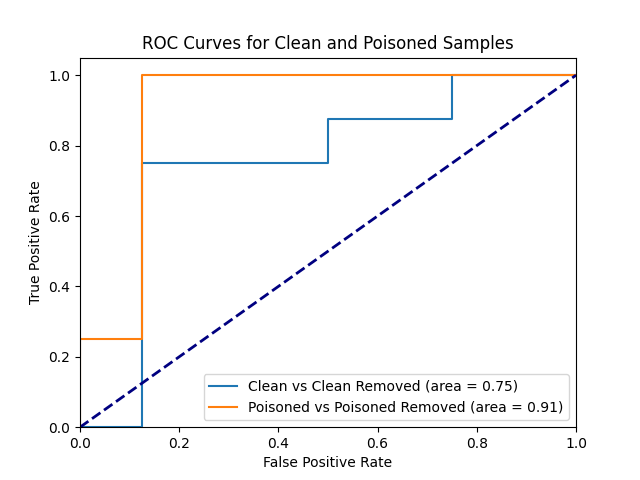 ROC Curves for Clean and Poisoned Samples
True Positive Rate
1.0
0.8
0.6
0.4
0.2
0.0
Clean vs Clean Removed (area = 0.75)
Poisoned vs Poisoned Removed (area = 0.91)
0.0 0.2 0.4 0.6 0.8 1.0
False Positive Rate